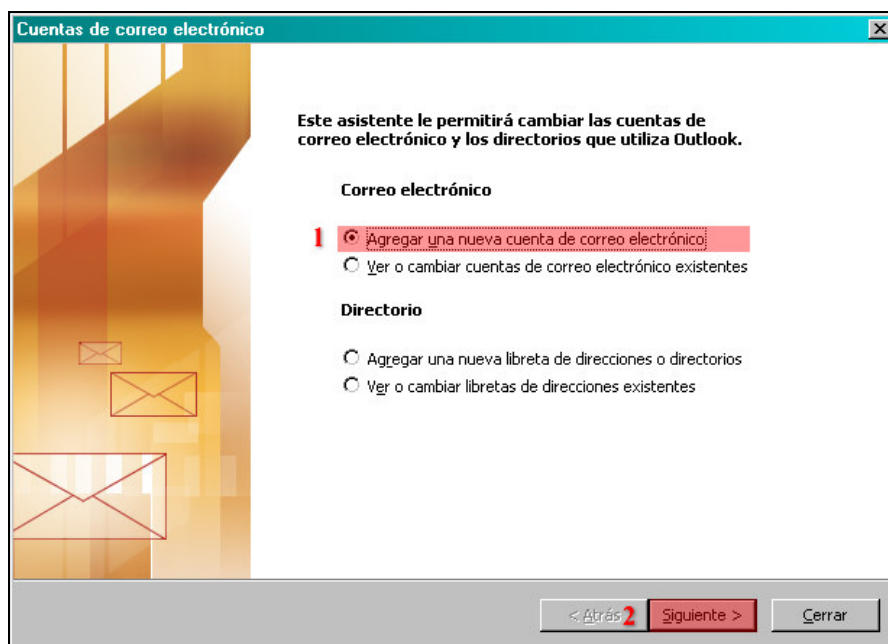 Cuentas de correo electrónico
Este asistente le permitirá cambiar las cuentas de
correo electrónico y los directorios que utiliza Outlook.
Correo electrónico
1 Agregar una nueva cuenta de correo electrónico
Ver o cambiar cuentas de correo electrónico existentes
Directorio
Agregar una nueva libreta de direcciones o directorios
Ver o cambiar libretas de direcciones existentes
< Atrás 2 Siguiente > Cerrar